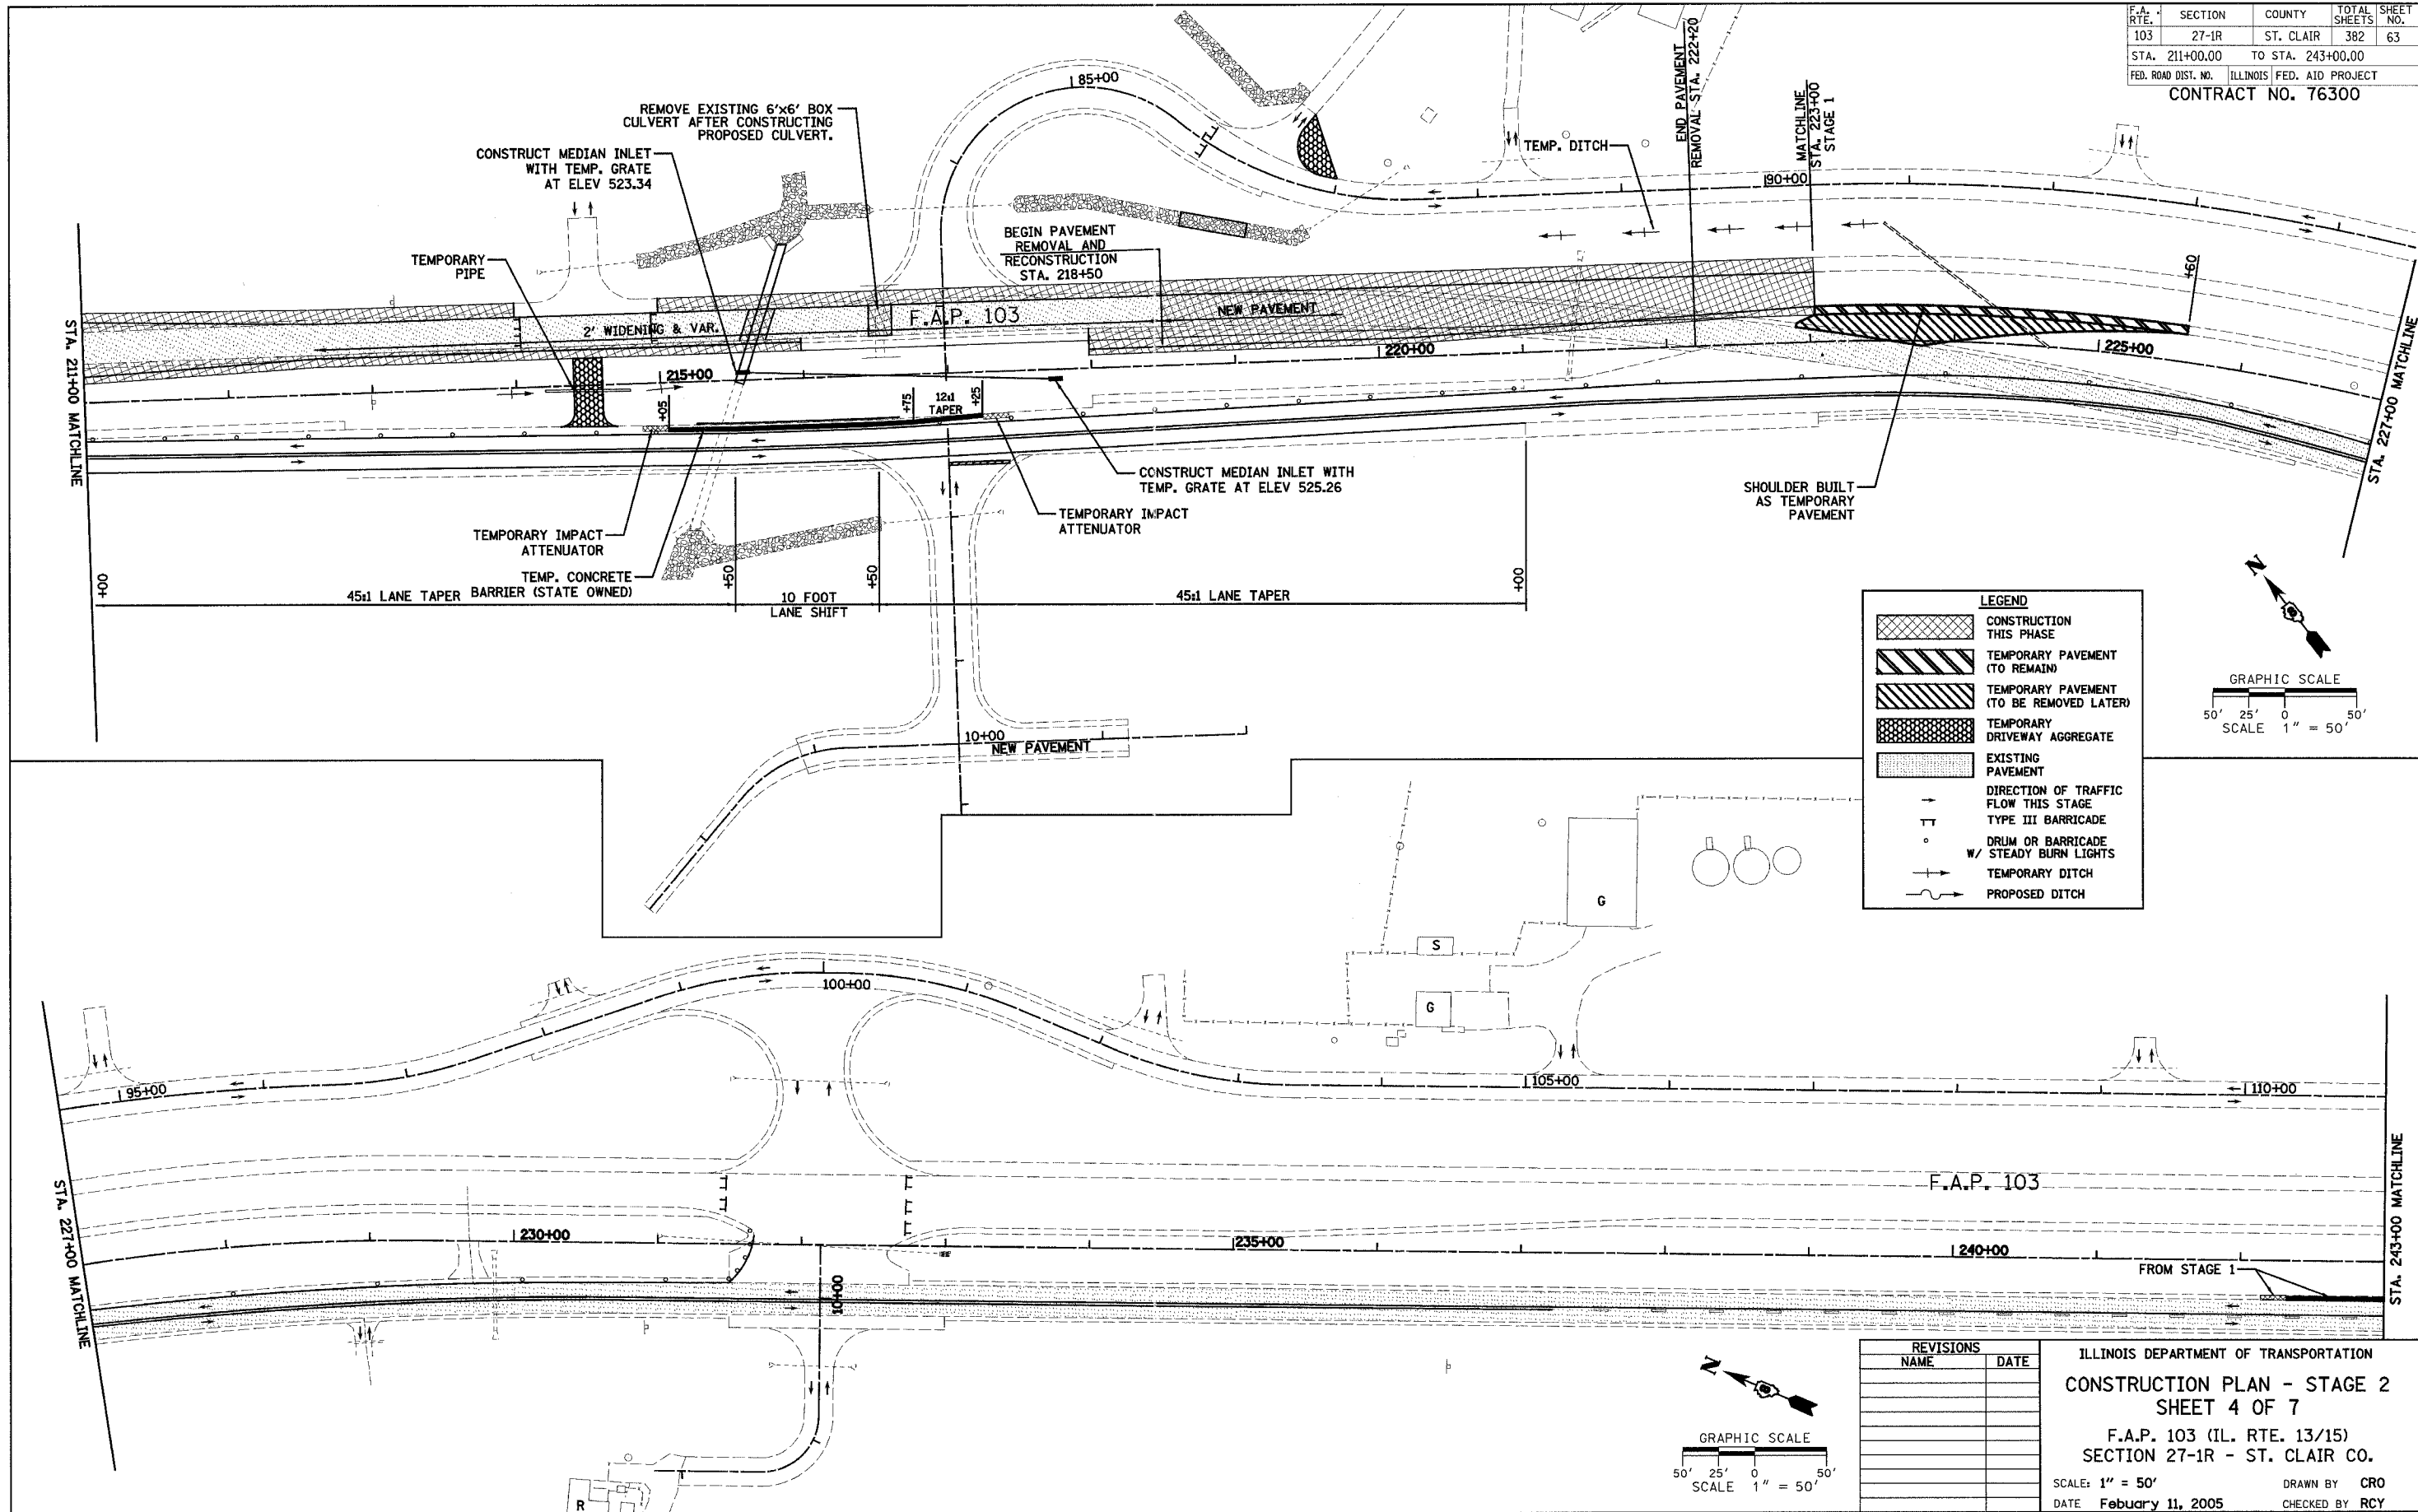 F.A. RTE. SECTION COUNTY TOTAL SHEETS SHEET NO.
103 27-1R ST. CLAIR 382 63
STA. 211+00.00 TO STA. 243+00.00
FED. ROAD DIST. NO. ILLINOIS FED. AID PROJECT
CONTRACT NO. 76300
85+00
REMOVE EXISTING 6'x6' BOX
CULVERT AFTER CONSTRUCTING
PROPOSED CULVERT.
CONSTRUCT MEDIAN INLET
WITH TEMP. GRATE
AT ELEV 523.34
TEMP. DITCH
END PAVEMENT
REMOVAL STA. 222+20
MATCHLINE
STA. 223+00
STAGE 1
90+00
TEMPORARY
PIPE
BEGIN PAVEMENT
REMOVAL AND
RECONSTRUCTION
STA. 218+50
+60
STA. 211+00 MATCHLINE
2' WIDENING & VAR.
F.A.P. 103
NEW PAVEMENT
220+00
225+00
215+00
+05
+75
12:1
TAPER
+25
STA. 227+00 MATCHLINE
CONSTRUCT MEDIAN INLET WITH
TEMP. GRATE AT ELEV 525.26
TEMPORARY IMPACT
ATTENUATOR
SHOULDER BUILT
AS TEMPORARY
PAVEMENT
TEMPORARY IMPACT
ATTENUATOR
TEMP. CONCRETE
BARRIER (STATE OWNED)
+00
45:1 LANE TAPER
+50
10 FOOT
LANE SHIFT
+50
45:1 LANE TAPER
+00
N
GRAPHIC SCALE
50' 25' 0 50'
SCALE 1" = 50'
LEGEND
CONSTRUCTION
THIS PHASE
TEMPORARY PAVEMENT
(TO REMAIN)
TEMPORARY PAVEMENT
(TO BE REMOVED LATER)
TEMPORARY
DRIVEWAY AGGREGATE
EXISTING
PAVEMENT
DIRECTION OF TRAFFIC
FLOW THIS STAGE
TYPE III BARRICADE
DRUM OR BARRICADE
W/ STEADY BURN LIGHTS
TEMPORARY DITCH
PROPOSED DITCH
10+00
NEW PAVEMENT
G
S
G
95+00
100+00
105+00
110+00
STA. 227+00 MATCHLINE
230+00
235+00
F.A.P. 103
240+00
10+00
FROM STAGE 1
STA. 243+00 MATCHLINE
R
N
GRAPHIC SCALE
50' 25' 0 50'
SCALE 1" = 50'
REVISIONS
NAME DATE
ILLINOIS DEPARTMENT OF TRANSPORTATION
CONSTRUCTION PLAN - STAGE 2
SHEET 4 OF 7
F.A.P. 103 (IL. RTE. 13/15)
SECTION 27-1R - ST. CLAIR CO.
SCALE: 1" = 50' DRAWN BY CRO
DATE Febuary 11, 2005 CHECKED BY RCY